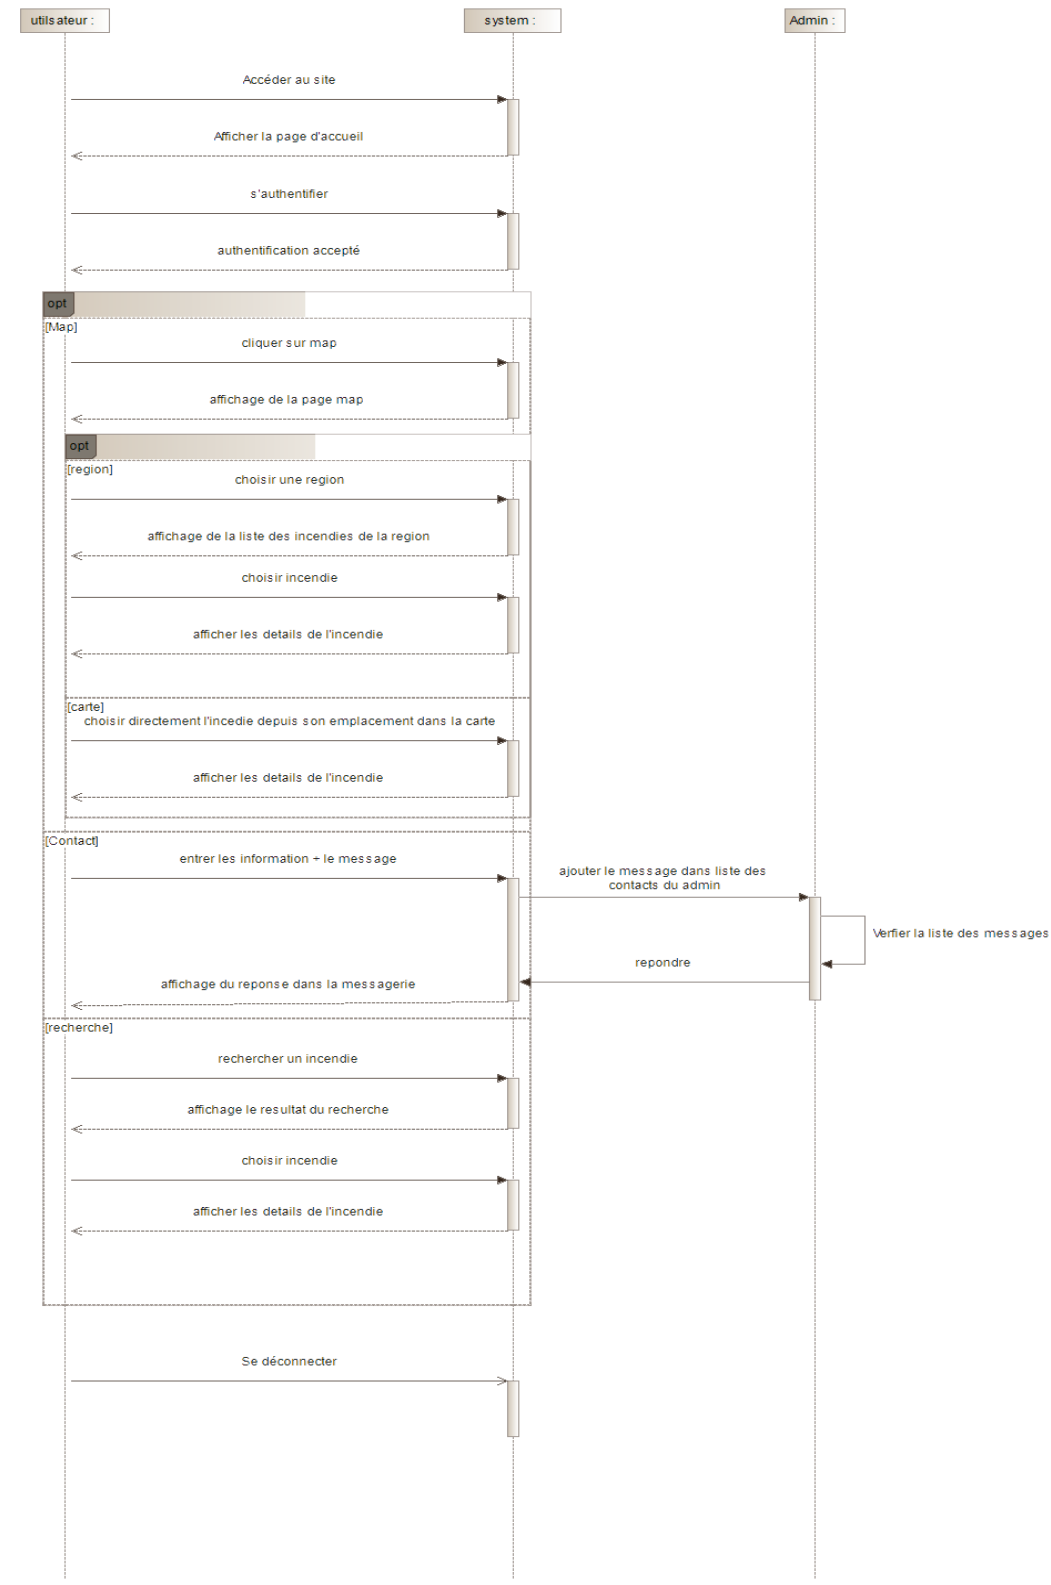 utilsateur :
system :
Admin :
Accéder au site
Afficher la page d'accueil
s'authentifier
authentification accepté
opt
[Map]
cliquer sur map
affichage de la page map
opt
[region]
choisir une region
affichage de la liste des incendies de la region
choisir incendie
afficher les details de l'incendie
[carte]
choisir directement l'incedie depuis son emplacement dans la carte
afficher les details de l'incendie
[Contact]
entrer les information + le message
ajouter le message dans liste des
contacts du admin
Verfier la liste des messages
repondre
affichage du reponse dans la messagerie
[recherche]
rechercher un incendie
affichage le resultat du recherche
choisir incendie
afficher les details de l'incendie
Se déconnecter